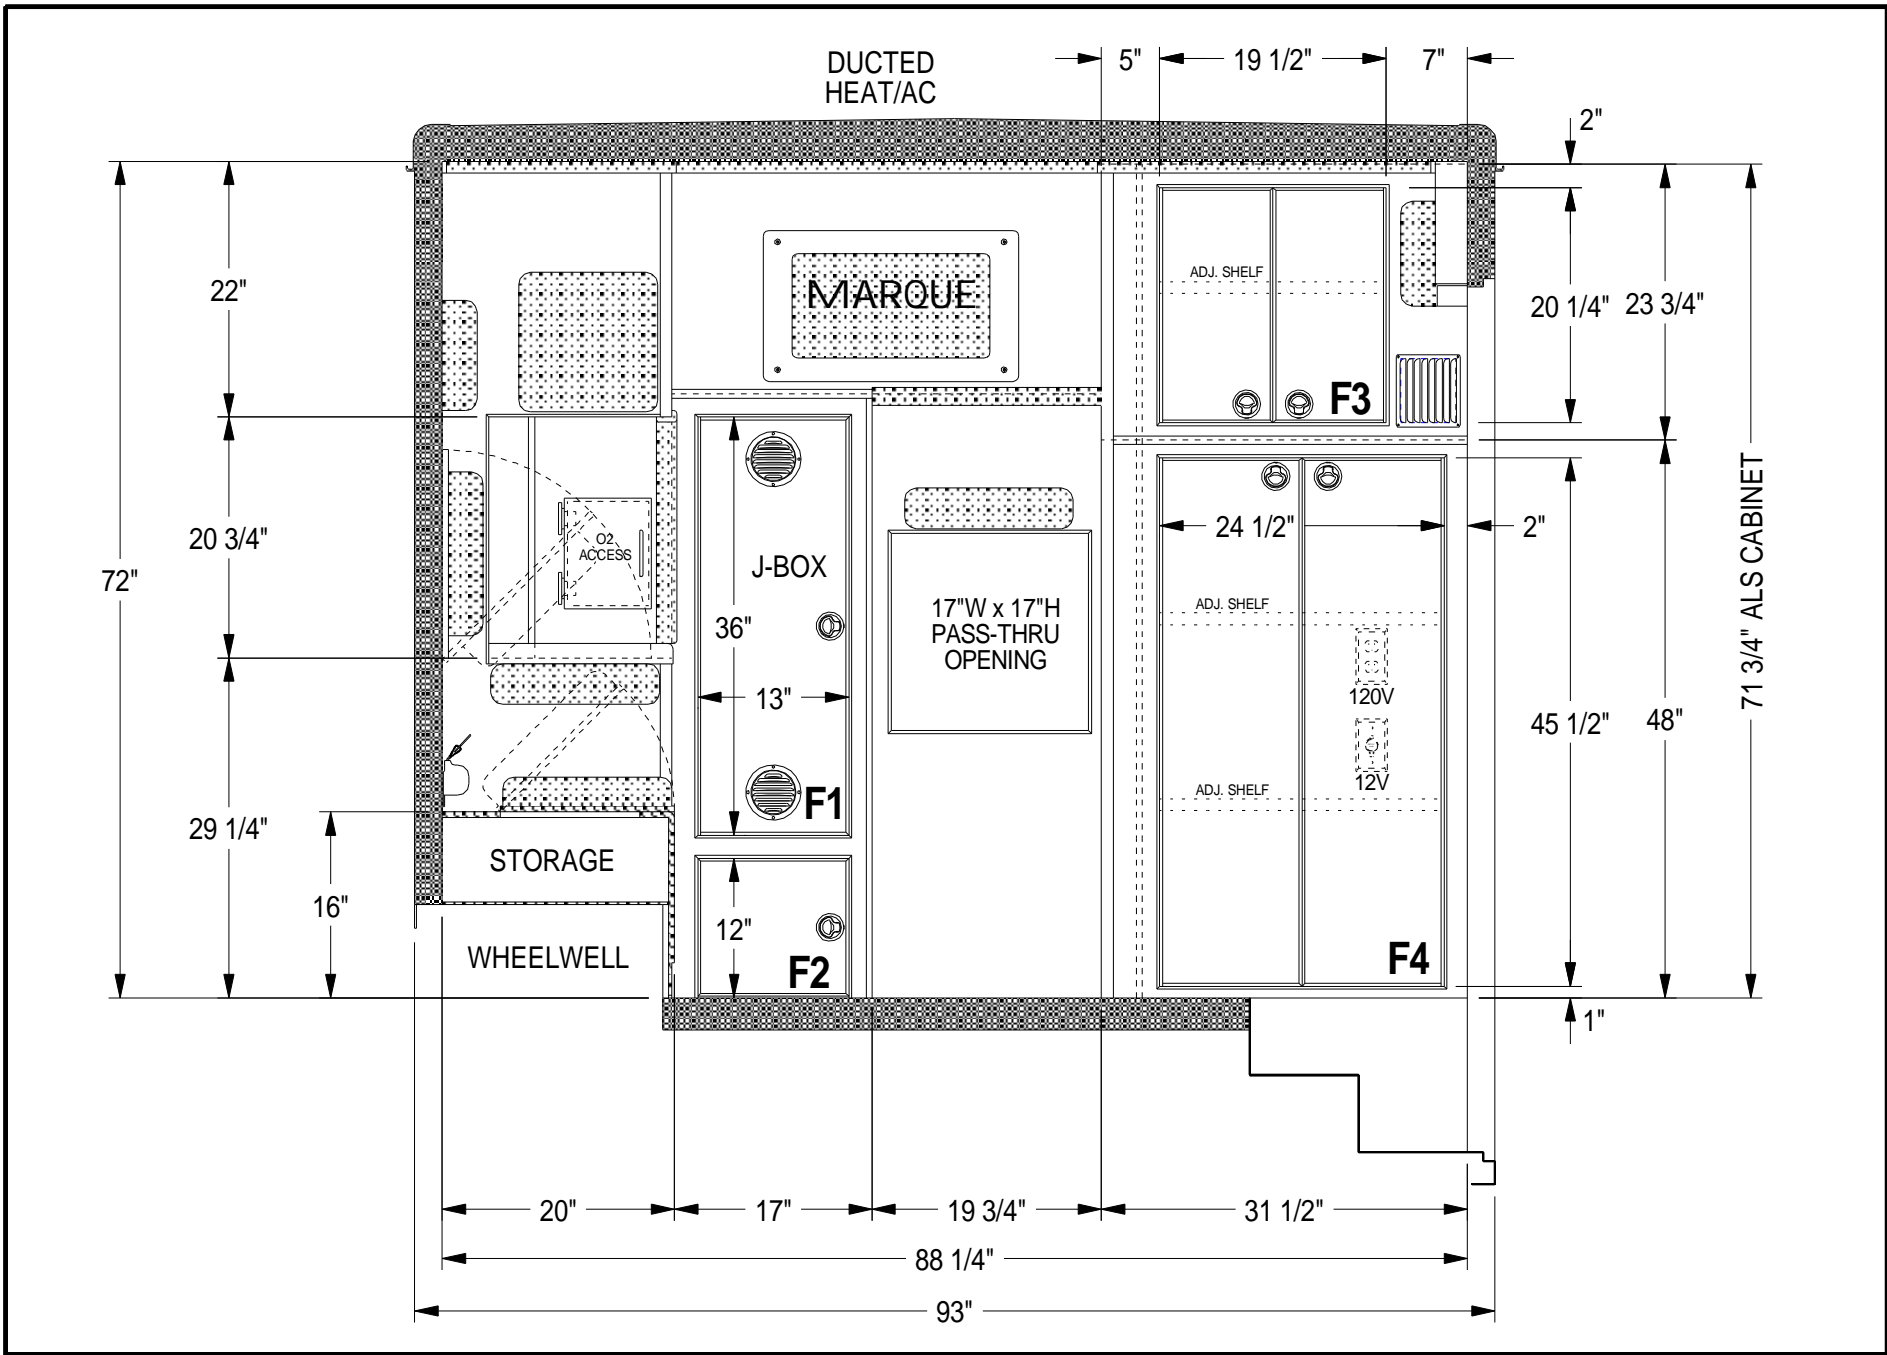 DUCTED
HEAT/AC
5"
19 1/2"
7"
2"
22"
MARQUE
ADJ. SHELF
F3
20 1/4"
23 3/4"
20 3/4"
72"
O2
ACCESS
J-BOX
36"
13"
F1
17"W x 17"H
PASS-THRU
OPENING
24 1/2"
2"
ADJ. SHELF
120V
12V
ADJ. SHELF
F4
45 1/2"
48"
71 3/4" ALS CABINET
29 1/4"
16"
STORAGE
WHEELWELL
12"
F2
1"
20"
17"
19 3/4"
31 1/2"
88 1/4"
93"